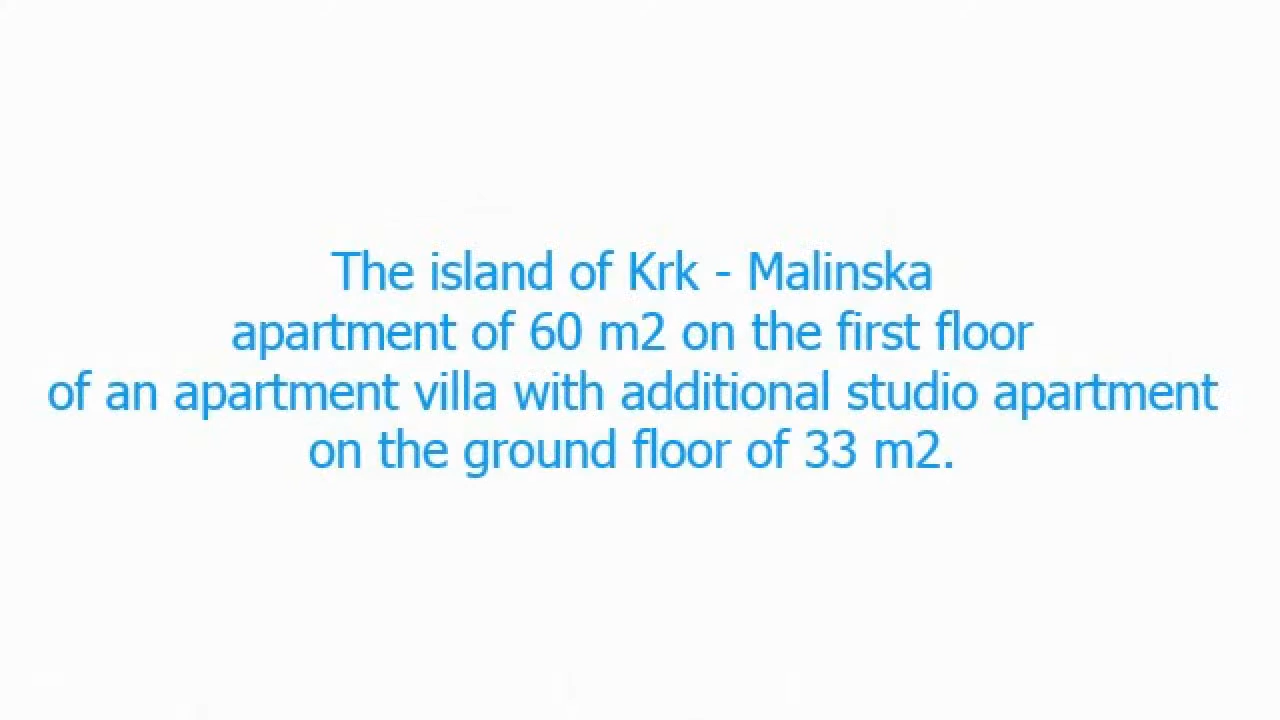 The island of Krk - Malinska
apartment of 60 m2 on the first floor
of an apartment villa with additional studio apartment
on the ground floor of 33 m2.